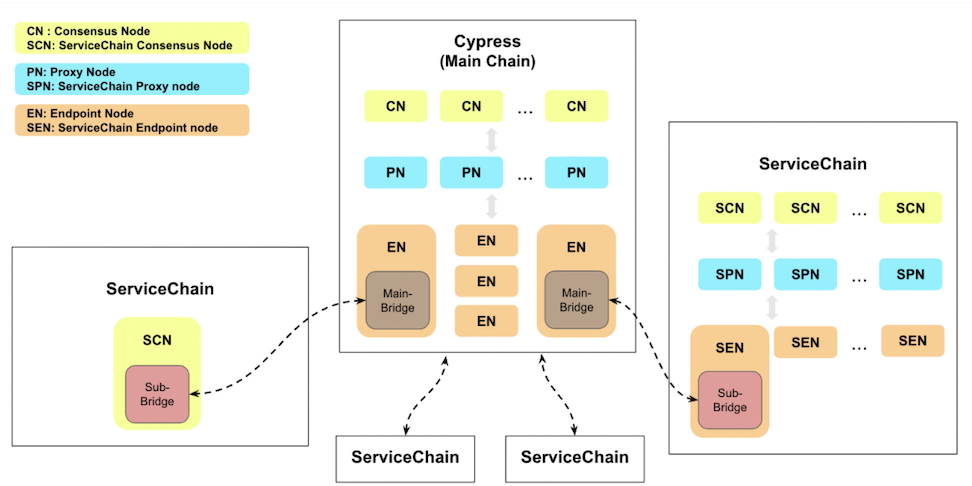 CN : Consensus Node
SCN: ServiceChain Consensus Node
PN: Proxy Node
SPN: ServiceChain Proxy node
EN: Endpoint Node
SEN: ServiceChain Endpoint node
Cypress
(Main Chain)
CN CN ... CN
PN PN ... PN
EN EN EN
EN
EN
Main-
Bridge
Main-
Bridge
ServiceChain
SCN
Sub-
Bridge
ServiceChain
SCN SCN ... SCN
SPN SPN ... SPN
SEN SEN ... SEN
Sub-
Bridge
ServiceChain
ServiceChain